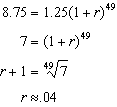 8.75 = 1.25(1 + r)^49
7 = (1 + r)^49
r + 1 = ⁴⁹√7
r ≈ .04